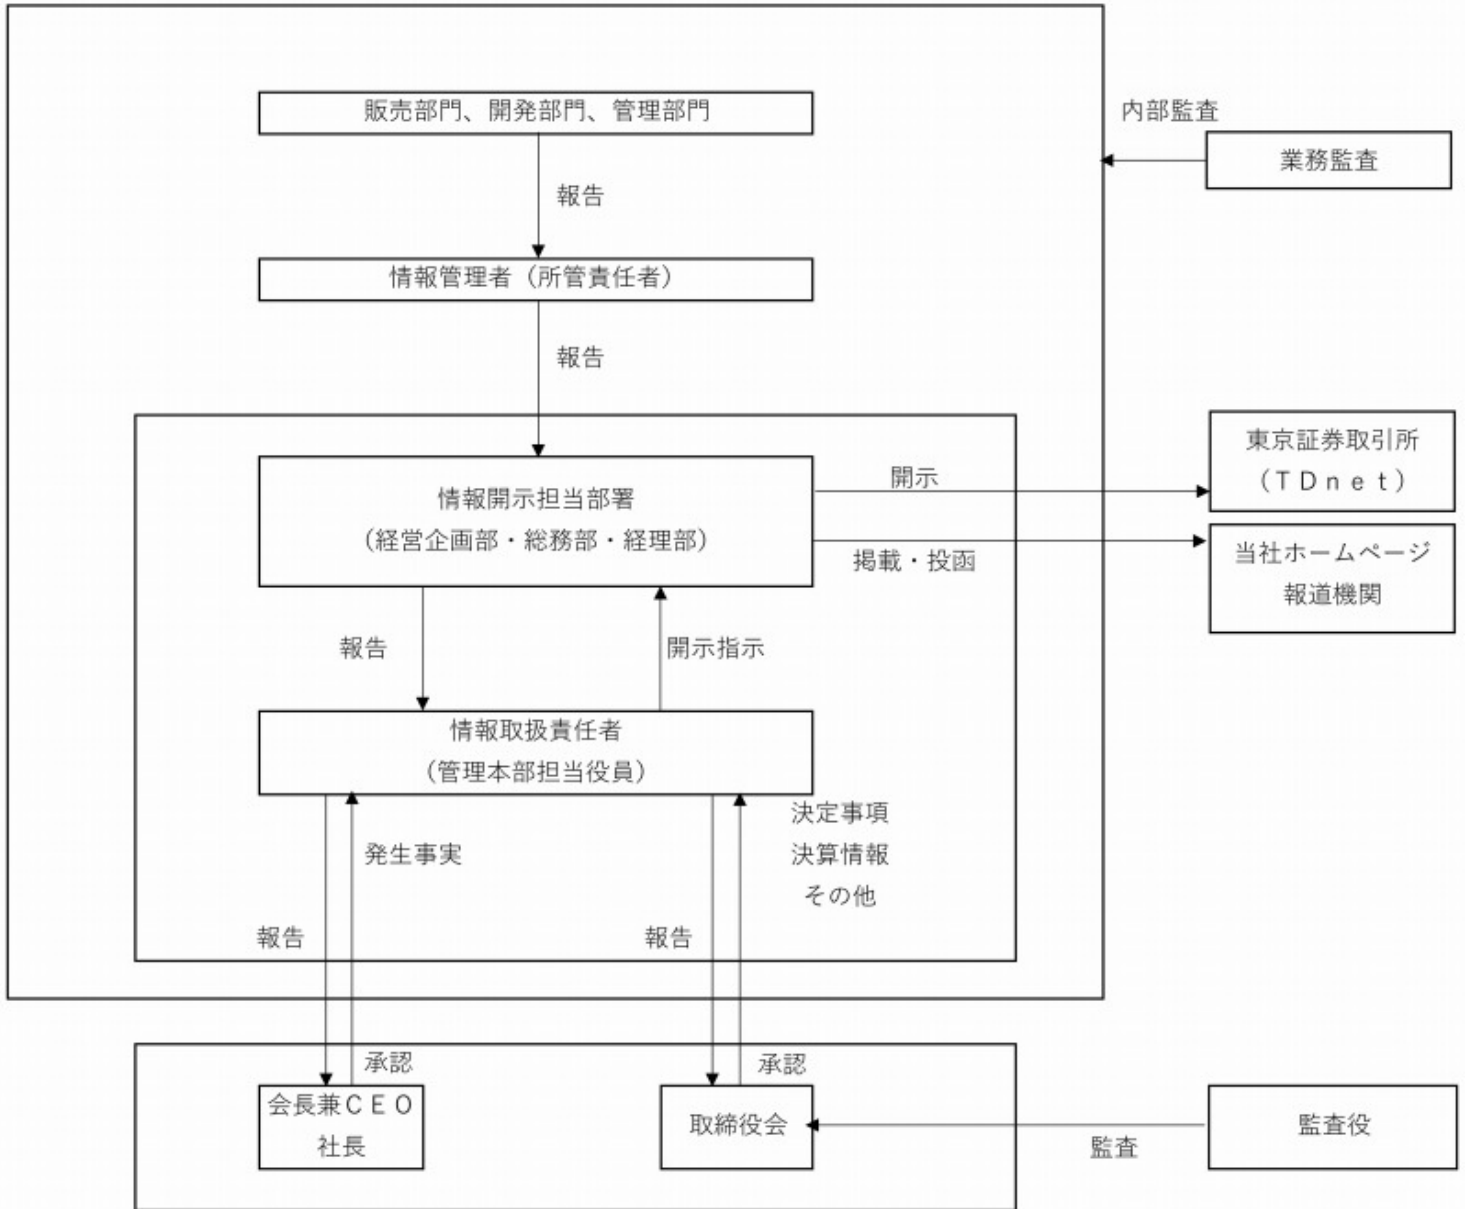 販売部門、開発部門、管理部門
内部監査
業務監査
報告
情報管理者（所管責任者）
報告
情報開示担当部署
（経営企画部・総務部・経理部）
開示
東京証券取引所
（ＴＤｎｅｔ）
掲載・投函
当社ホームページ
報道機関
報告
開示指示
情報取扱責任者
（管理本部担当役員）
発生事実
決定事項
決算情報
その他
報告
報告
承認
承認
会長兼ＣＥＯ
社長
取締役会
監査
監査役